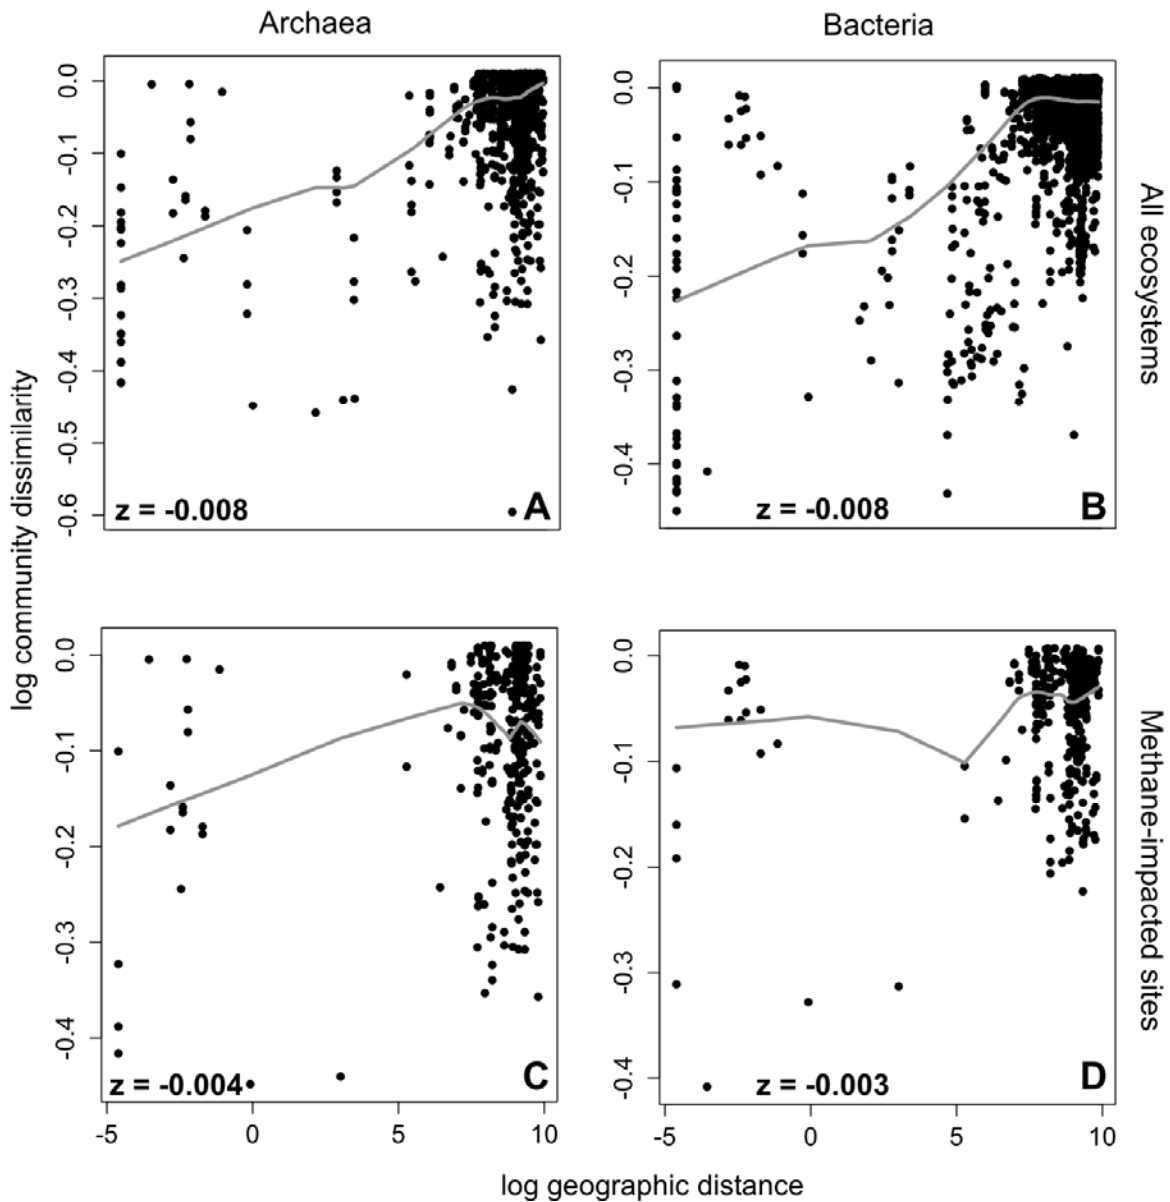 Archaea
Bacteria
log community dissimilarity
All ecosystems
Methane-impacted sites
0.0
-0.1
-0.2
-0.3
-0.4
-0.5
-0.6
z = -0.008
A
0.0
-0.1
-0.2
-0.3
-0.4
z = -0.008
B
0.0
-0.1
-0.2
-0.3
-0.4
z = -0.004
C
-5 0 5 10
0.0
-0.1
-0.2
-0.3
-0.4
z = -0.003
D
-5 0 5 10
log geographic distance